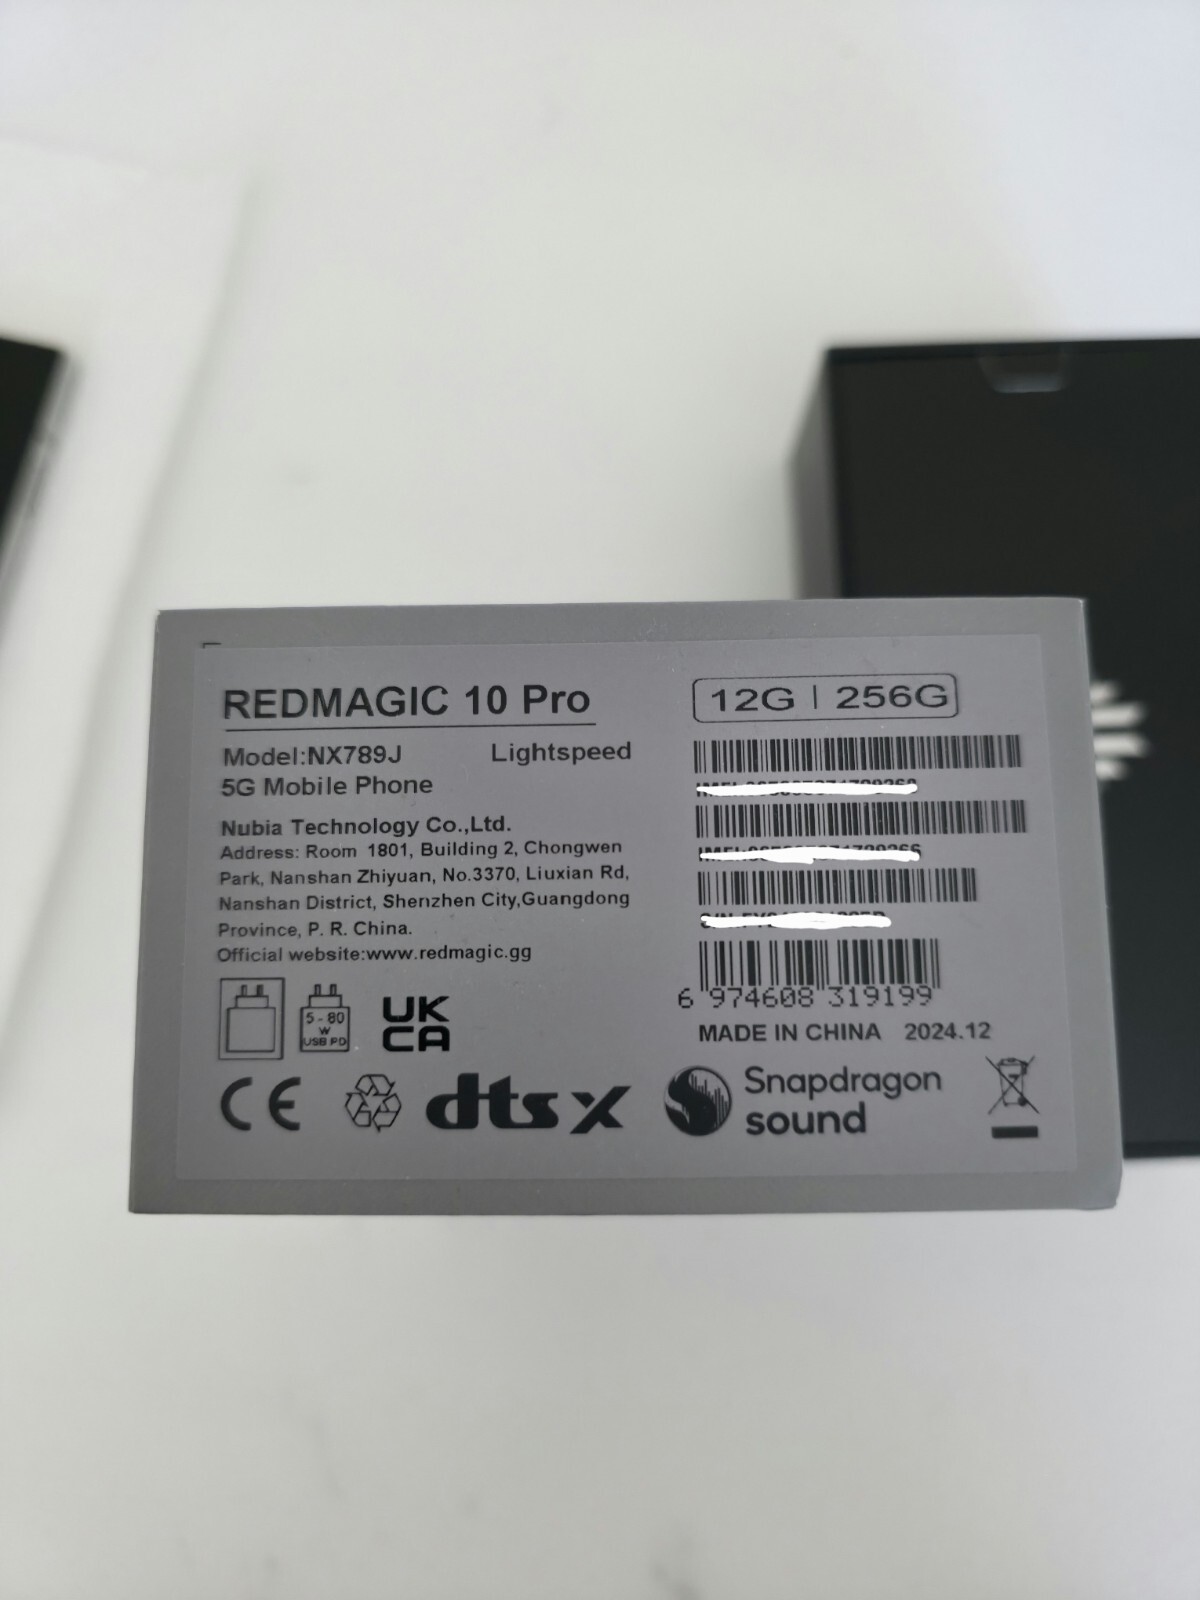 REDMAGIC 10 Pro
12G | 256G
Model:NX789J
Lightspeed
5G Mobile Phone
Nubia Technology Co.,Ltd.
Address: Room 1801, Building 2, Chongwen
Park, Nanshan Zhiyuan, No.3370, Liuxian Rd,
Nanshan District, Shenzhen City,Guangdong
Province, P. R. China.
Official website:www.redmagic.gg
6 974608 319199
MADE IN CHINA 2024.12
5 - 80
W
USB PD
UK
CA
CE
dts x
Snapdragon
sound